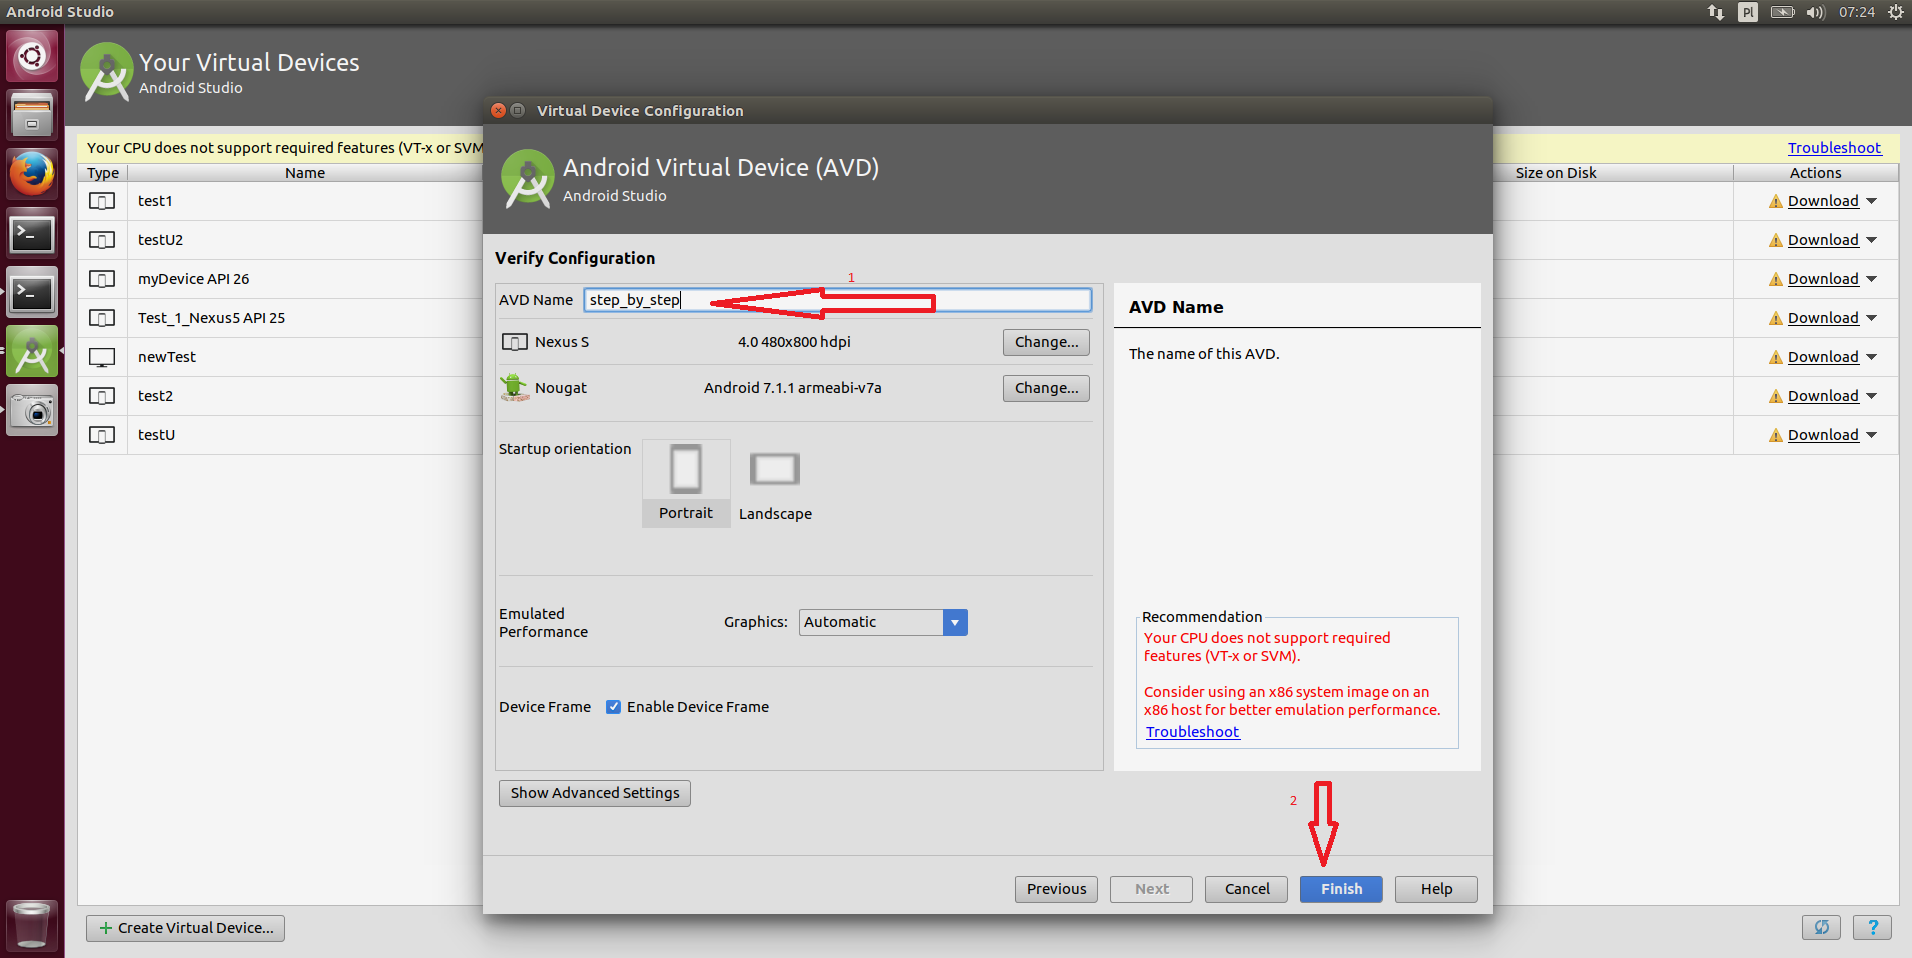 Android Studio
Pl
07:24
Your Virtual Devices
Android Studio
Your CPU does not support required features (VT-x or SVM
Troubleshoot
Type Name Size on Disk Actions
test1 Download
testU2 Download
myDevice API 26 Download
Test_1_Nexus5 API 25 Download
newTest Download
test2 Download
testU Download
Create Virtual Device...
?
Virtual Device Configuration
Android Virtual Device (AVD)
Android Studio
Verify Configuration
1
AVD Name step_by_step
Nexus S 4.0 480x800 hdpi Change...
Nougat Android 7.1.1 armeabi-v7a Change...
Startup orientation
Portrait Landscape
Emulated
Performance
Graphics: Automatic
Device Frame Enable Device Frame
Show Advanced Settings
AVD Name
The name of this AVD.
Recommendation
Your CPU does not support required
features (VT-x or SVM).
Consider using an x86 system image on an
x86 host for better emulation performance.
Troubleshoot
2
Previous Next Cancel Finish Help